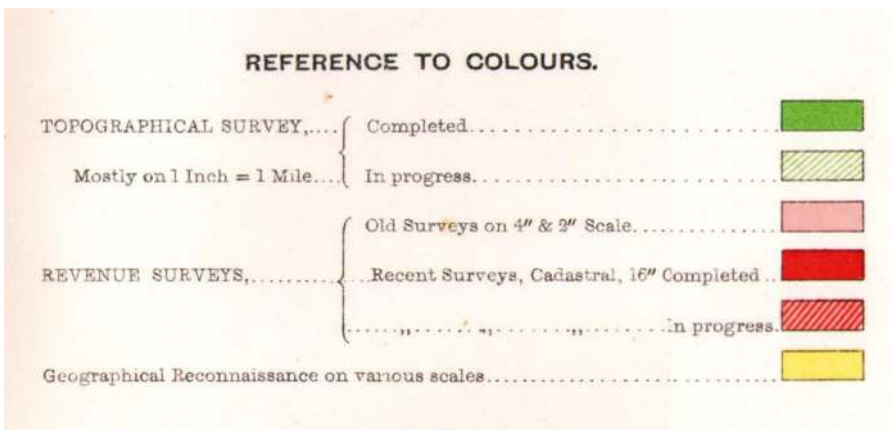 REFERENCE TO COLOURS.
TOPOGRAPHICAL SURVEY,.... Completed
Mostly on 1 Inch = 1 Mile.... In progress
Old Surveys on 4" & 2" Scale
REVENUE SURVEYS, Recent Surveys, Cadastral, 16" Completed
„ „ „ In progress.
Geographical Reconnaissance on various scales